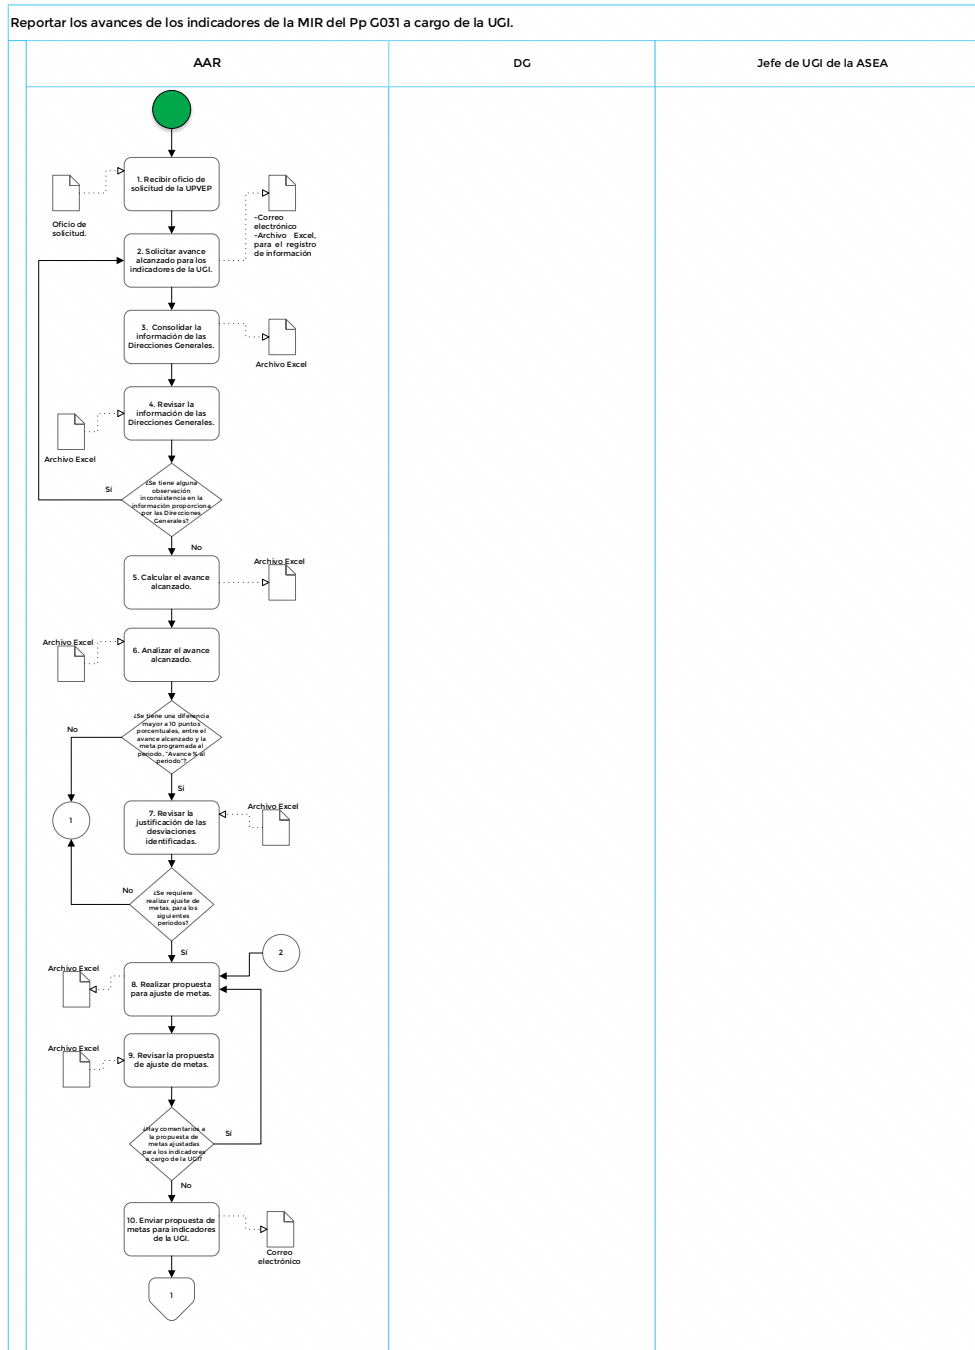 Reportar los avances de los indicadores de la MIR del Pp G031 a cargo de la UGI.
AAR
DG
Jefe de UGI de la ASEA
1. Recibir oficio de
solicitud de la UPVEP
Oficio de
solicitud.
-Correo
electrónico
-Archivo Excel,
para el registro
de información
2. Solicitar avance
alcanzado para los
indicadores de la UGI.
3. Consolidar la
información de las
Direcciones Generales.
Archivo Excel
4. Revisar la
información de las
Direcciones Generales.
Archivo Excel
¿Se tiene alguna
observación
inconsistencia en la
información proporciona
por las Direcciones
Generales?
Sí
No
5. Calcular el avance
alcanzado.
Archivo Excel
6. Analizar el avance
alcanzado.
Archivo Excel
¿Se tiene una diferencia
mayor a 10 puntos
porcentuales, entre el
avance alcanzado y la
meta programada al
periodo, "Avance % al
periodo"?
No
Sí
1
7. Revisar la
justificación de las
desviaciones
identificadas.
Archivo Excel
¿Se requiere
realizar ajuste de
metas, para los
siguientes
periodos?
No
Sí
2
Archivo Excel
8. Realizar propuesta
para ajuste de metas.
Archivo Excel
9. Revisar la propuesta
de ajuste de metas.
¿Hay comentarios a
la propuesta de
metas ajustadas
para los indicadores
a cargo de la UGI?
Sí
No
10. Enviar propuesta de
metas para indicadores
de la UGI.
Correo
electrónico
1